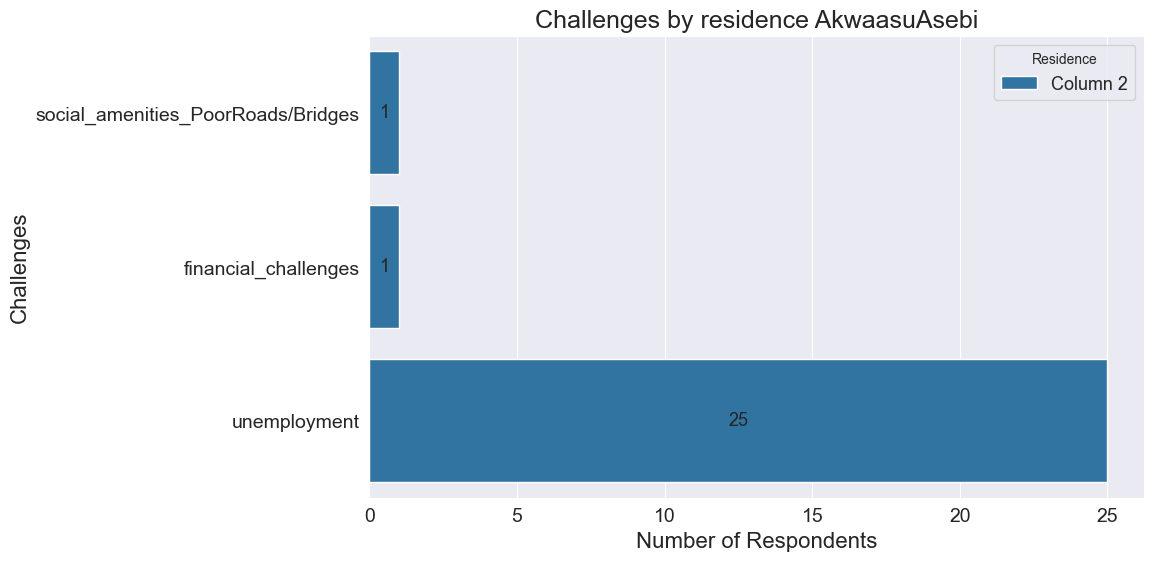 Challenges by residence AkwaasuAsebi
Residence
Column 2
Challenges
social_amenities_PoorRoads/Bridges
1
financial_challenges
1
unemployment
25
0 5 10 15 20 25
Number of Respondents